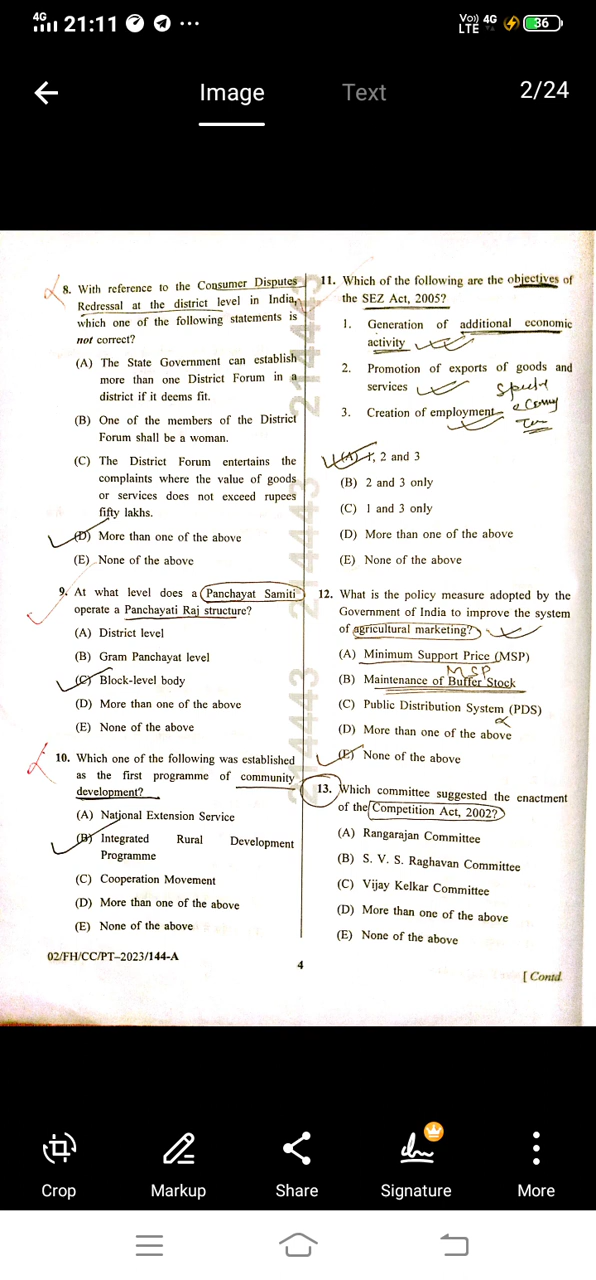 4G 21:11 ...
Vo)) 4G LTE 36
Image Text 2/24
8. With reference to the Consumer Disputes
Redressal at the district level in India,
which one of the following statements is
not correct?
(A) The State Government can establish
more than one District Forum in a
district if it deems fit.
(B) One of the members of the District
Forum shall be a woman.
(C) The District Forum entertains the
complaints where the value of goods
or services does not exceed rupees
fifty lakhs.
(D) More than one of the above
(E) None of the above
9. At what level does a Panchayat Samiti
operate a Panchayati Raj structure?
(A) District level
(B) Gram Panchayat level
(C) Block-level body
(D) More than one of the above
(E) None of the above
10. Which one of the following was established
as the first programme of community
development?
(A) National Extension Service
(B) Integrated Rural Development
Programme
(C) Cooperation Movement
(D) More than one of the above
(E) None of the above
02/FH/CC/PT–2023/144-A
214443 214443 214443
11. Which of the following are the objectives of
the SEZ Act, 2005?
1. Generation of additional economic
activity
2. Promotion of exports of goods and
services
3. Creation of employment
(A) 1, 2 and 3
(B) 2 and 3 only
(C) 1 and 3 only
(D) More than one of the above
(E) None of the above
12. What is the policy measure adopted by the
Government of India to improve the system
of agricultural marketing?
(A) Minimum Support Price (MSP)
MSP
(B) Maintenance of Buffer Stock
(C) Public Distribution System (PDS)
(D) More than one of the above
(E) None of the above
13. Which committee suggested the enactment
of the Competition Act, 2002?
(A) Rangarajan Committee
(B) S. V. S. Raghavan Committee
(C) Vijay Kelkar Committee
(D) More than one of the above
(E) None of the above
4
[ Contd.
Crop Markup Share Signature More